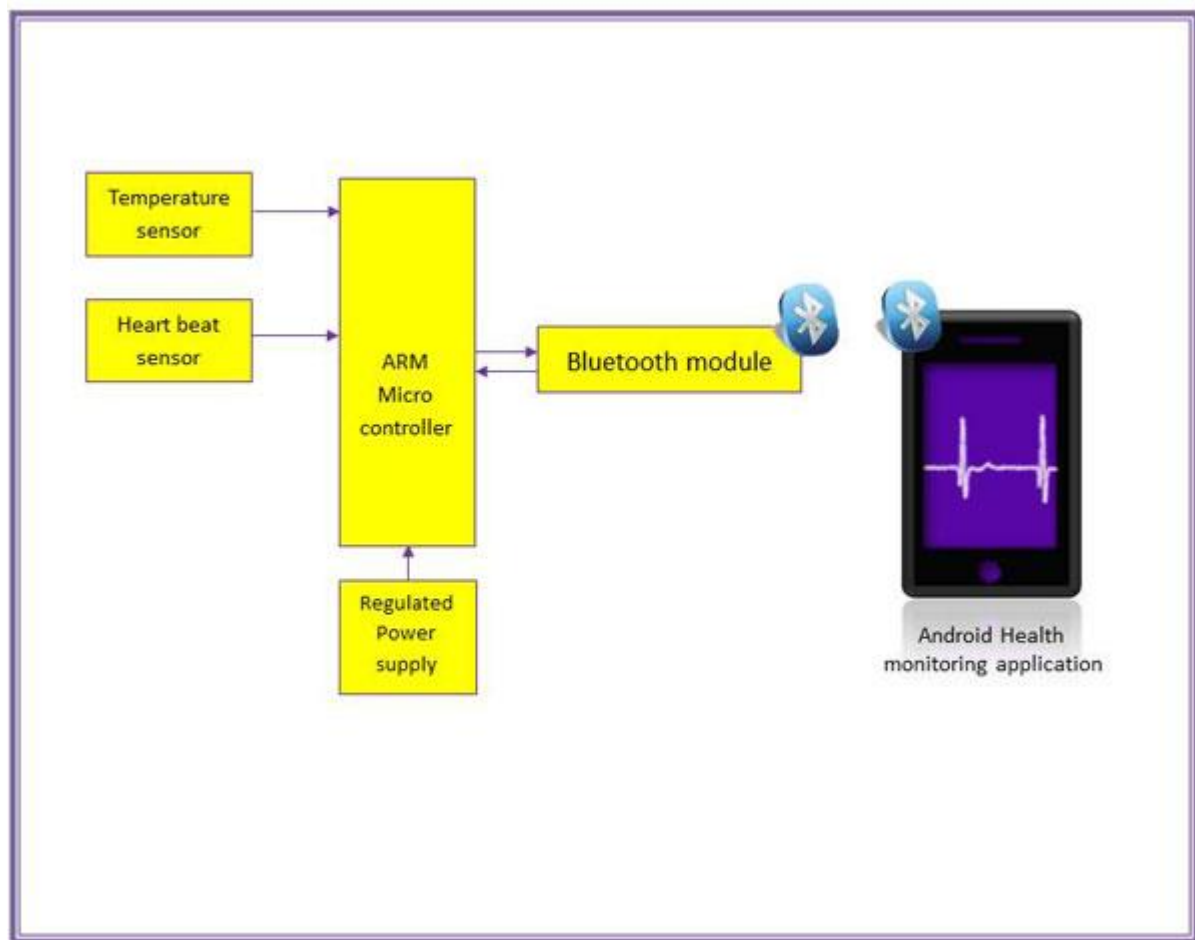 Temperature
sensor
Heart beat
sensor
ARM
Micro
controller
Bluetooth module
Regulated
Power
supply
Android Health
monitoring application